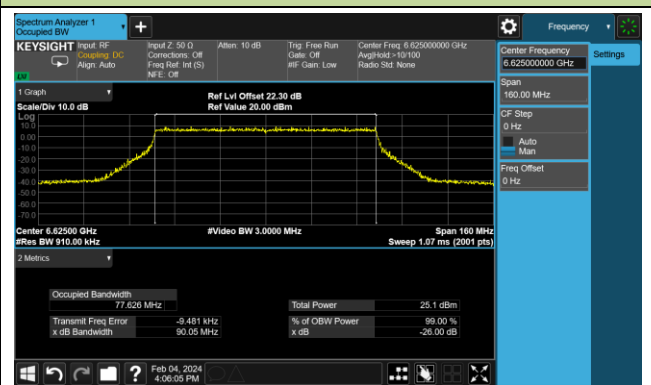 Spectrum Analyzer 1
Occupied BW
Frequency
KEYSIGHT Input: RF
Coupling: DC
Align: Auto
Input Z: 50 Ω
Corrections: Off
Freq Ref: Int (S)
NFE: Off
Atten: 10 dB
Trig: Free Run
Gate: Off
#IF Gain: Low
Center Freq: 6.625000000 GHz
Avg|Hold:>10/100
Radio Std: None
Center Frequency
6.625000000 GHz
Settings
Span
160.00 MHz
CF Step
0 Hz
Auto
Man
Freq Offset
0 Hz
1 Graph
Scale/Div 10.0 dB
Ref Lvl Offset 22.30 dB
Ref Value 20.00 dBm
Log
10.0
0.00
-10.0
-20.0
-30.0
-40.0
-50.0
-60.0
-70.0
Center 6.62500 GHz
#Res BW 910.00 kHz
#Video BW 3.0000 MHz
Span 160 MHz
Sweep 1.07 ms (2001 pts)
2 Metrics
Occupied Bandwidth
77.626 MHz
Total Power 25.1 dBm
Transmit Freq Error -9.481 kHz
% of OBW Power 99.00 %
x dB Bandwidth 90.05 MHz
x dB -26.00 dB
Feb 04, 2024
4:06:05 PM